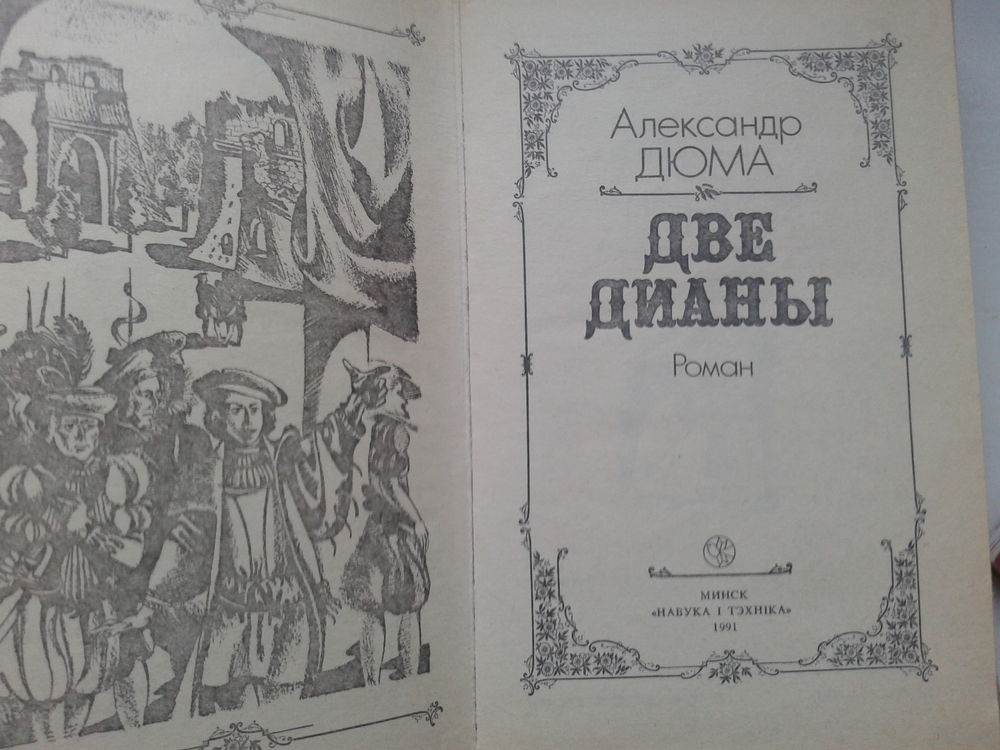 Александр
ДЮМА
ДВЕ
ДИАНЫ
Роман
МИНСК
«НАВУКА І ТЭХНІКА»
1991